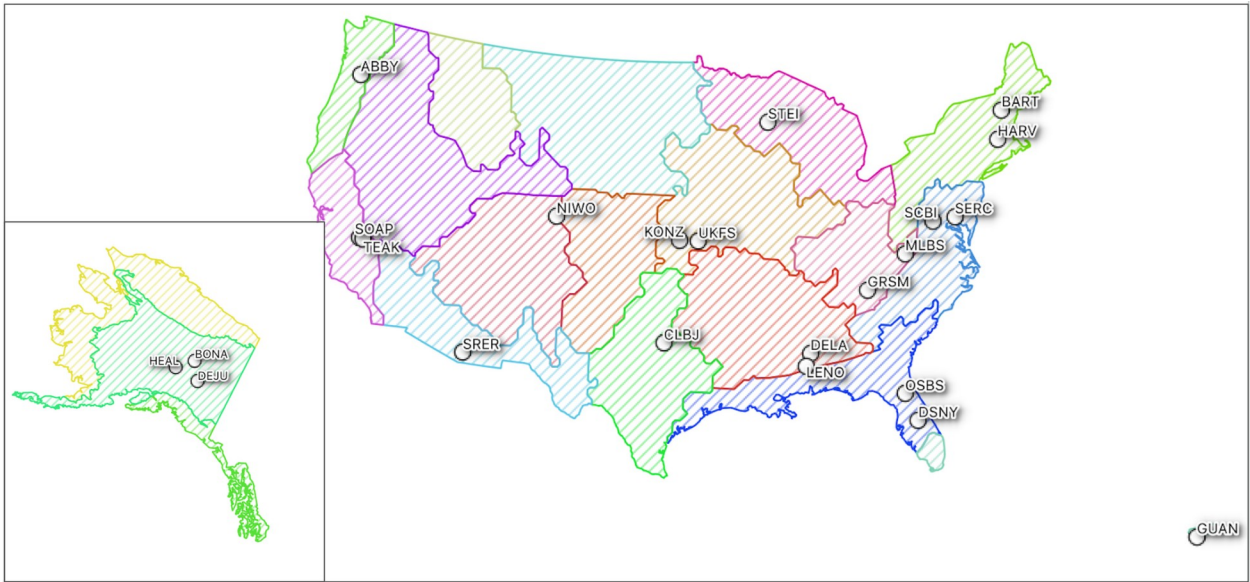 ABBY
BART
STEI
HARV
NIWO
SCBI
SERC
SOAP
KONZ
UKFS
TEAK
MLBS
GRSM
CLBJ
SRER
DELA
BONA
HEAL
LENO
DEJU
OSBS
DSNY
GUAN